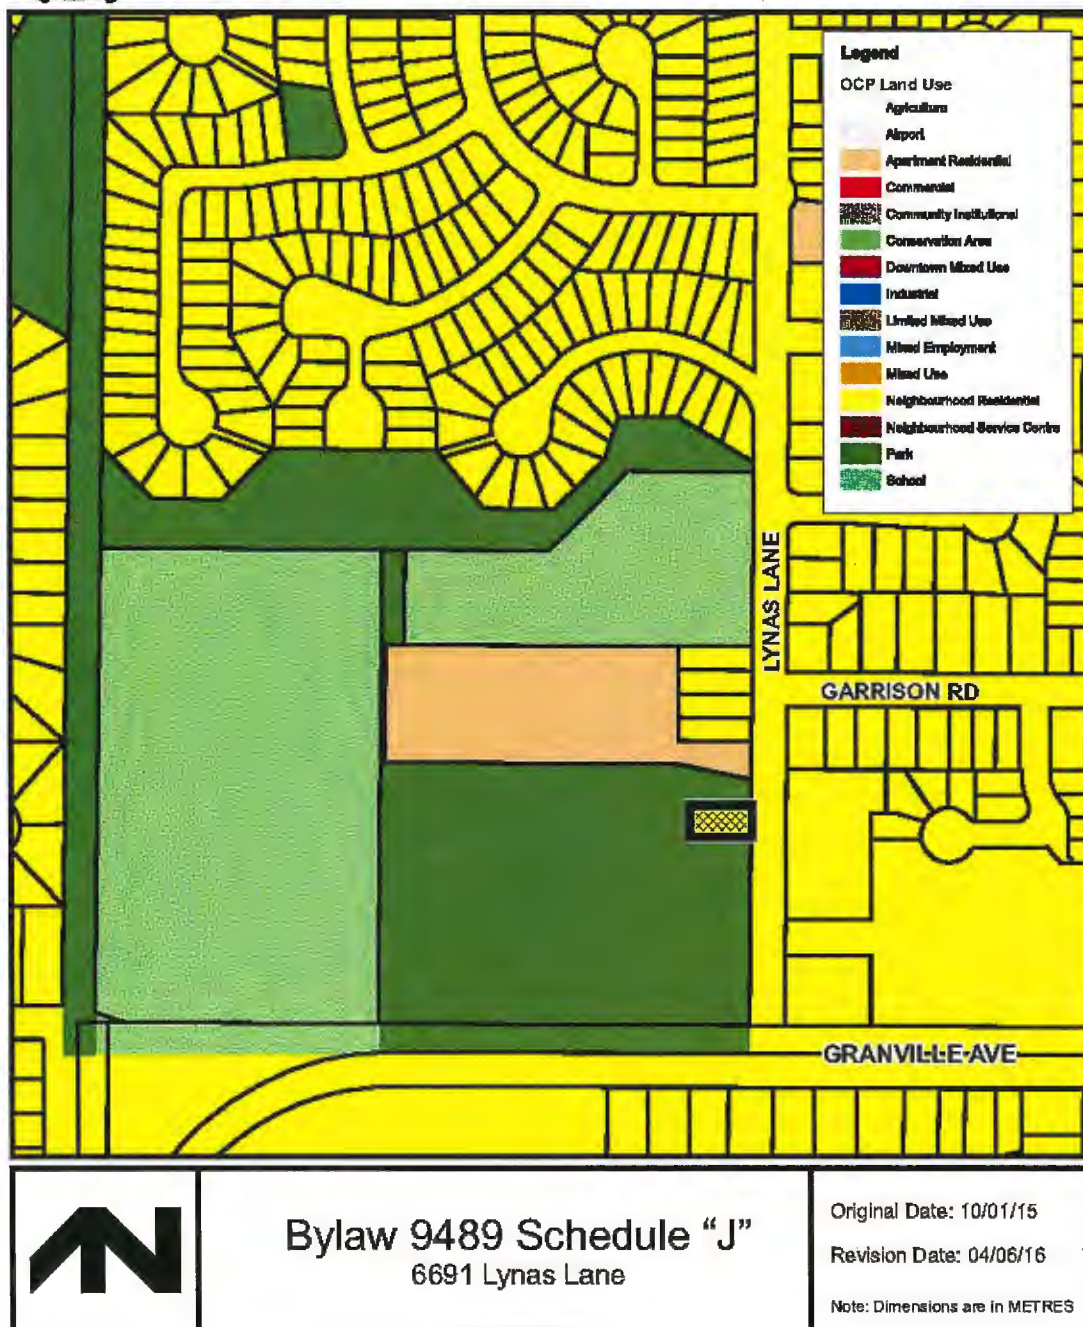 Legend
OCP Land Use
Agriculture
Airport
Apartment Residential
Commercial
Community Institutional
Conservation Area
Downtown Mixed Use
Industrial
Limited Mixed Use
Mixed Employment
Mixed Use
Neighbourhood Residential
Neighbourhood Service Centre
Park
School
LYNAS LANE
GARRISON RD
GRANVILLE AVE
Bylaw 9489 Schedule “J”
6691 Lynas Lane
Original Date: 10/01/15
Revision Date: 04/06/16
Note: Dimensions are in METRES